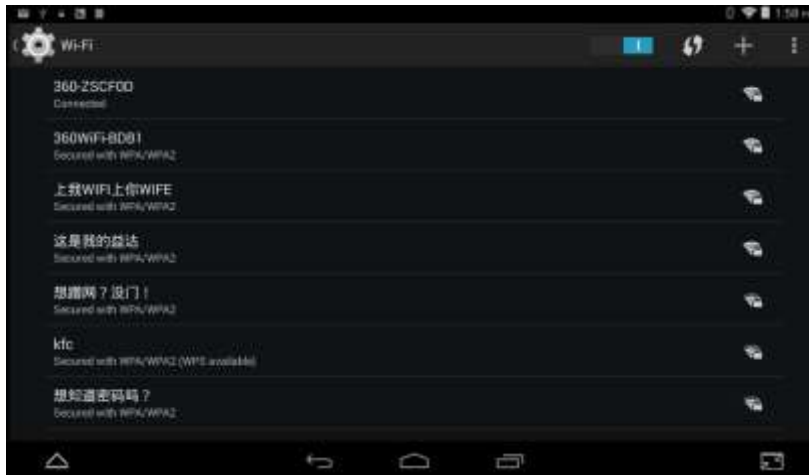 1:58
Wi-Fi
360-ZSCF0D
Connected
360WiFi-BDB1
Secured with WPA/WPA2
上我WIFI上你WIFE
Secured with WPA/WPA2
这是我的益达
Secured with WPA/WPA2
想蹭网？没门！
Secured with WPA/WPA2
kfc
Secured with WPA/WPA2 (WPS available)
想知道密码吗？
Secured with WPA/WPA2